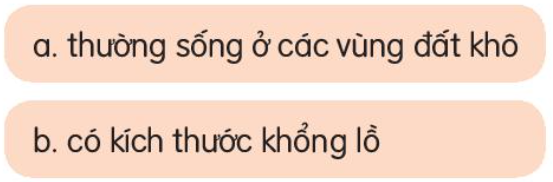 a. thường sống ở các vùng đất khô
b. có kích thước khổng lồ